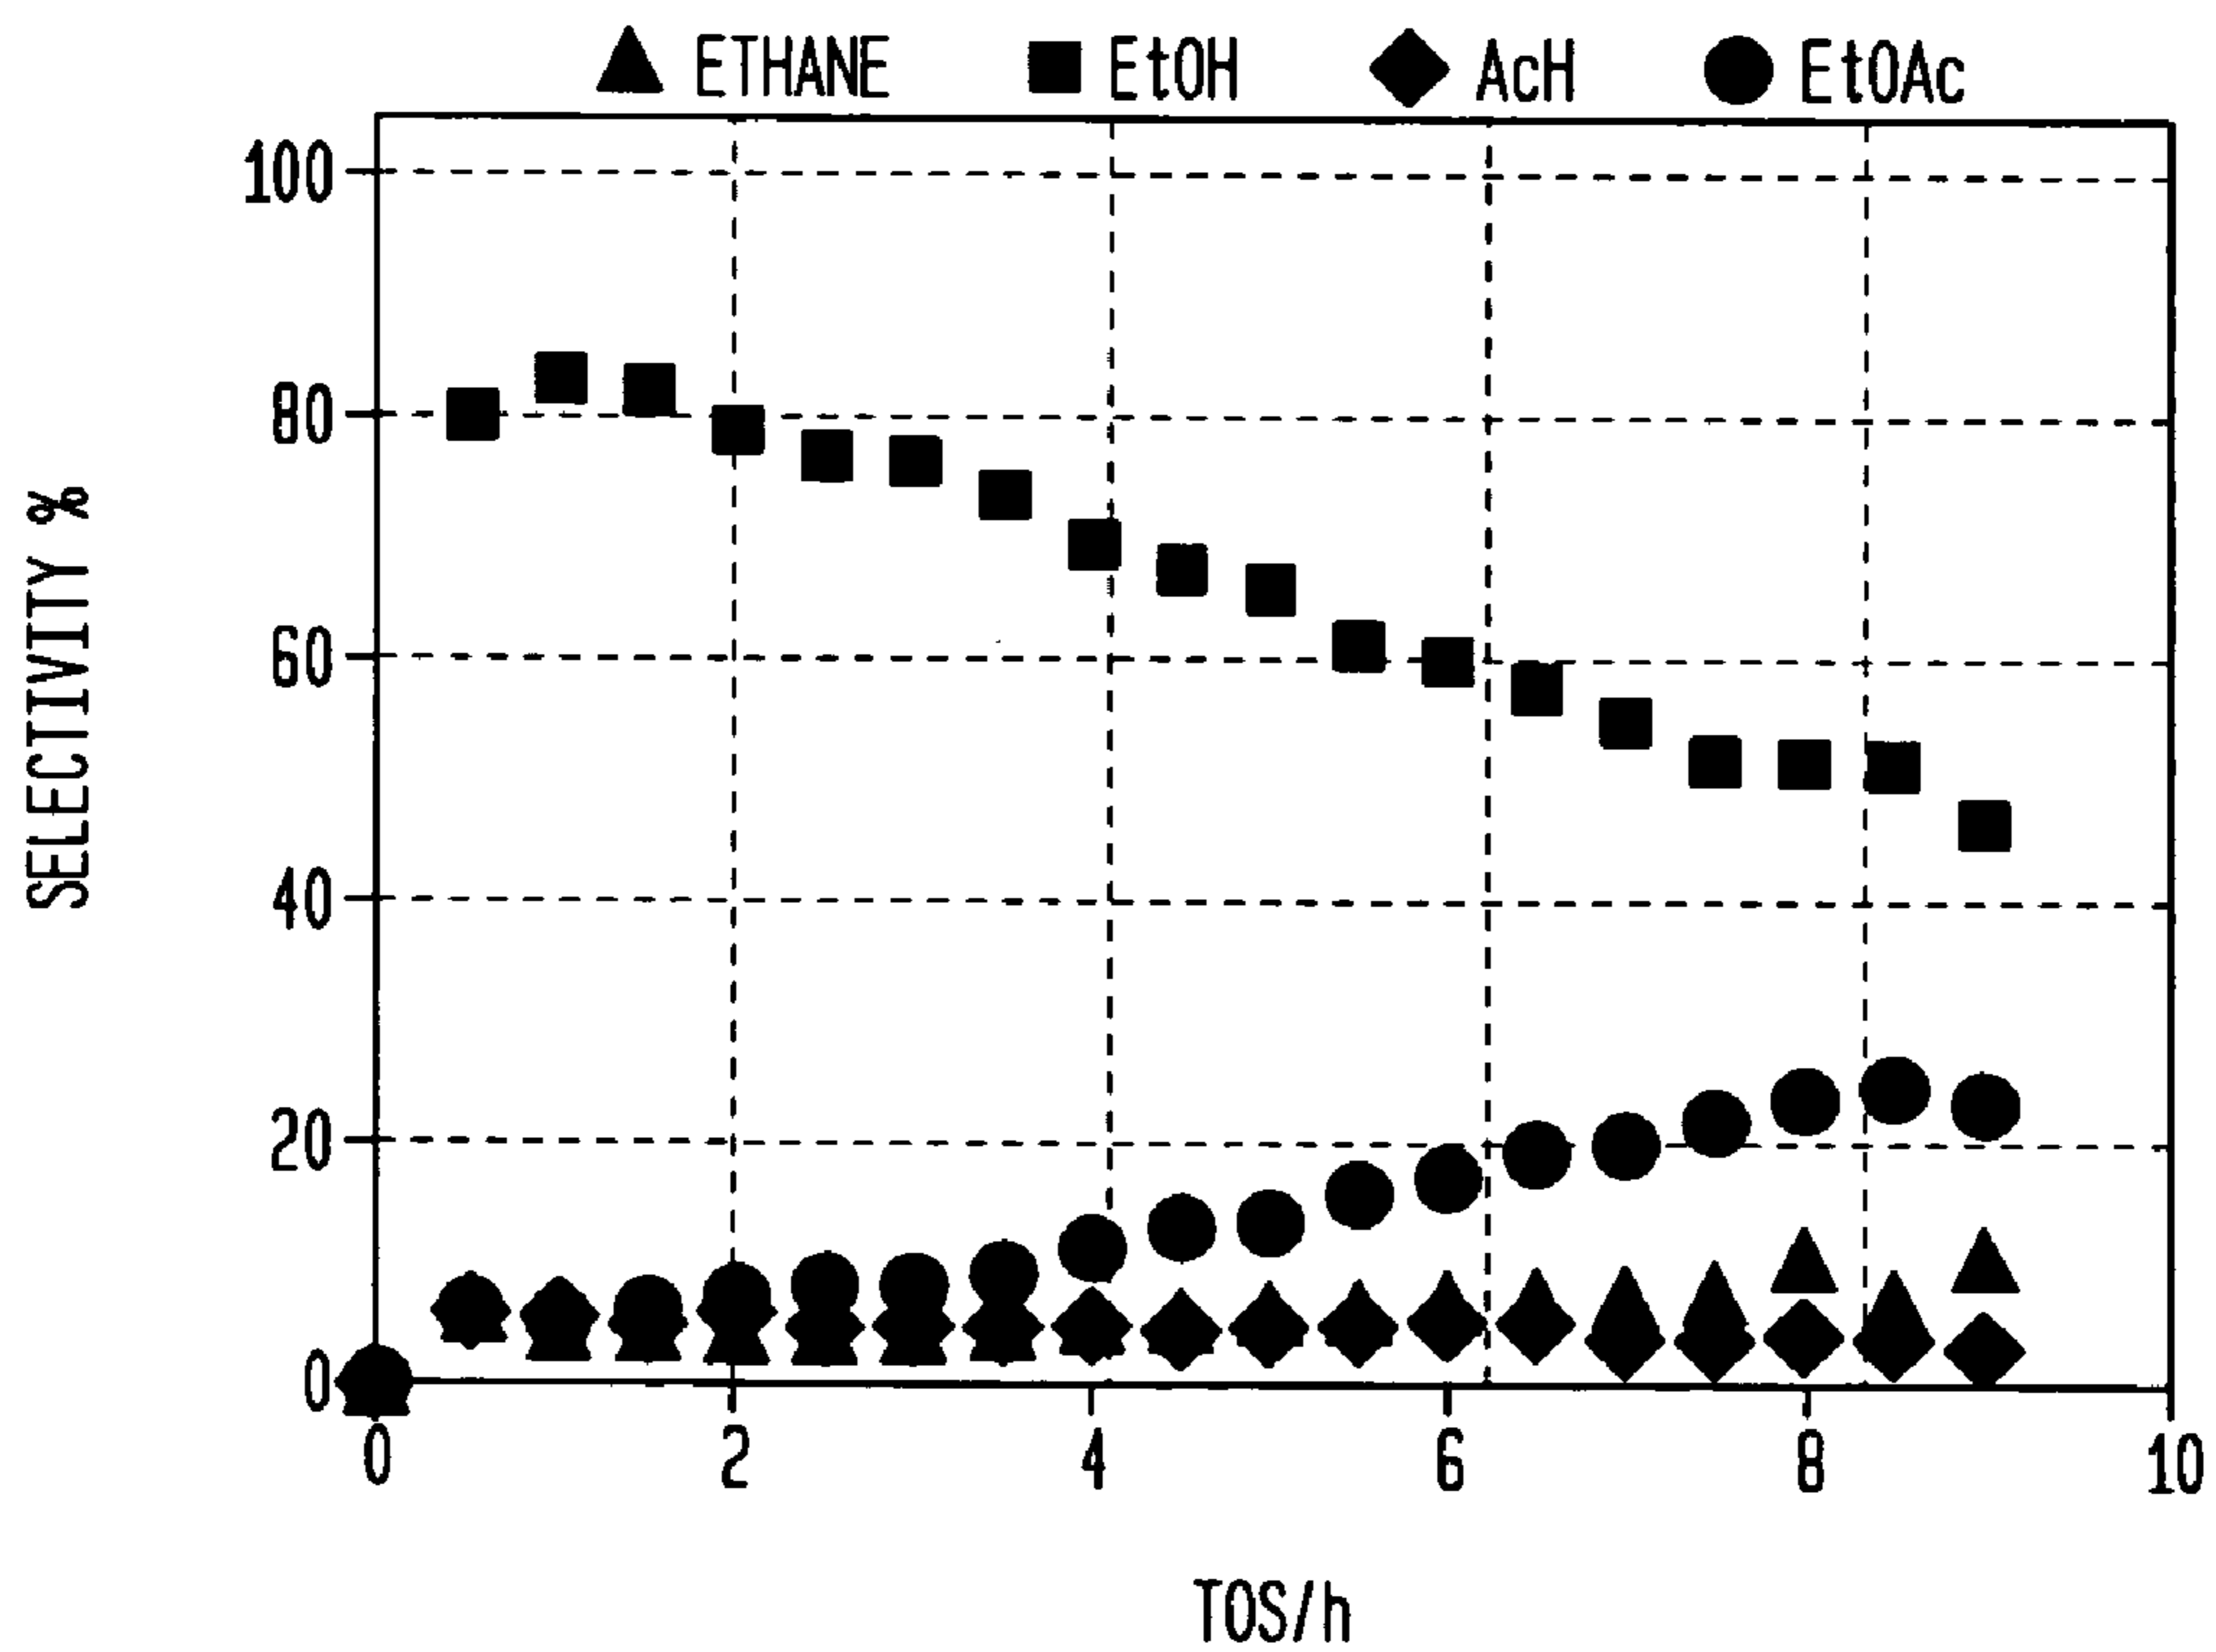 ETHANE EtOH AcH EtOAc
100
80
60
40
20
0
SELECTIVITY %
0 2 4 6 8 10
TOS/h